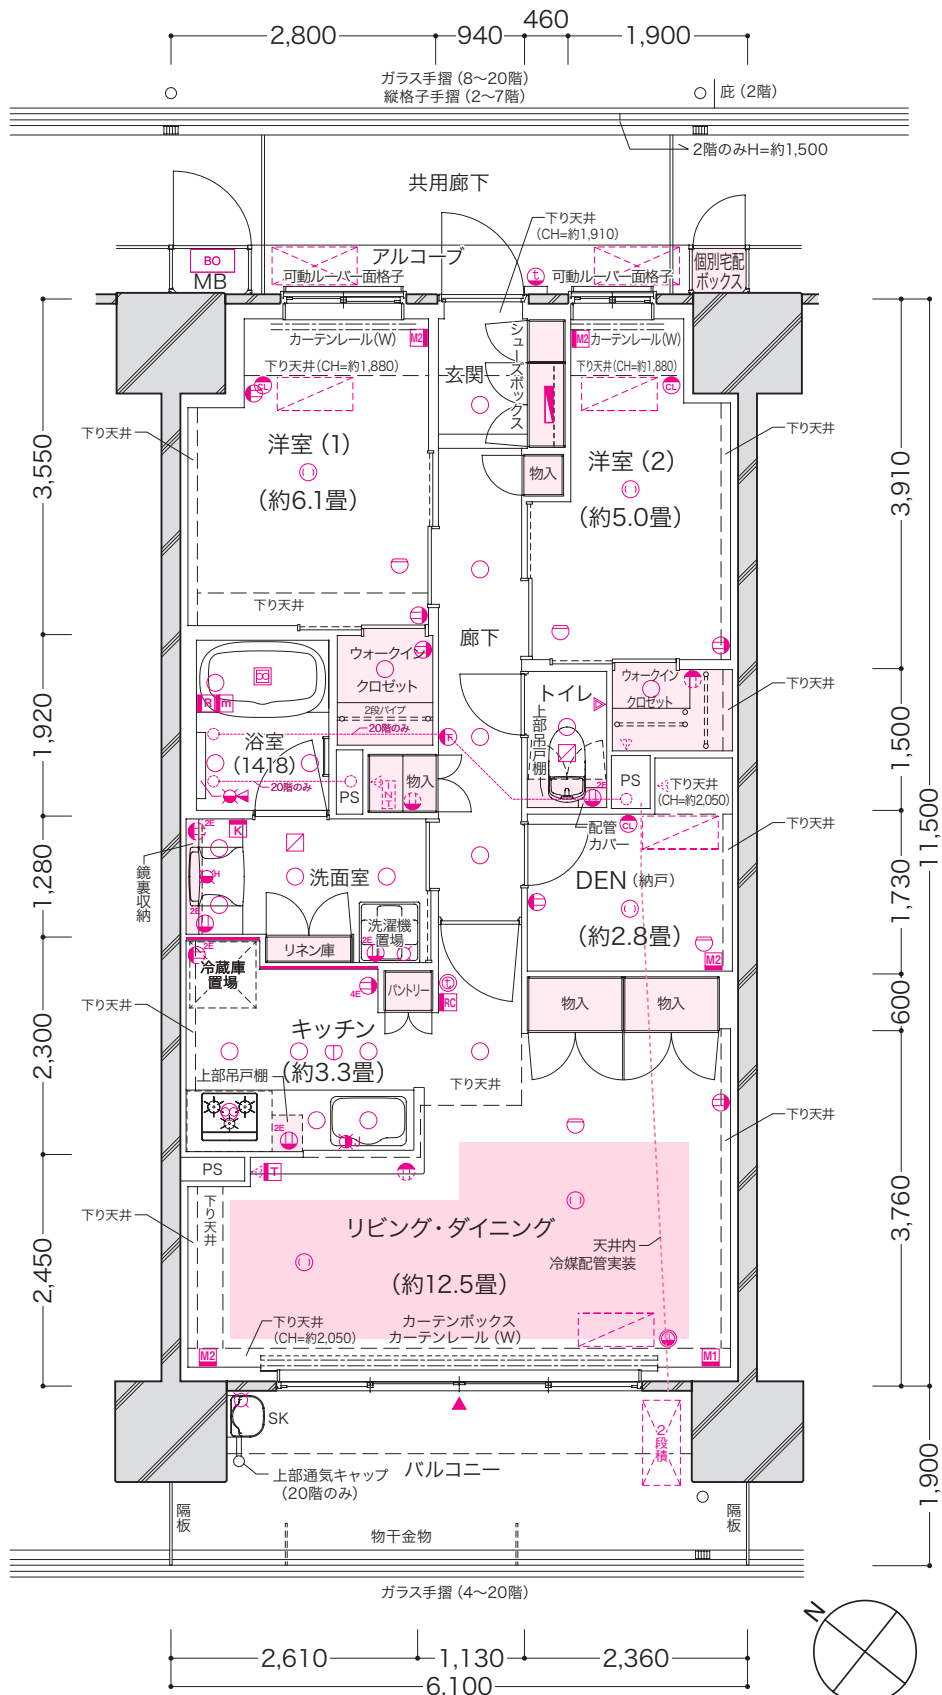 460
2,800
940
1,900
ガラス手摺（8〜20階）
縦格子手摺（2〜7階）
庇（2階）
2階のみH=約1,500
共用廊下
下り天井
（CH=約1,910）
アルコーブ
BO
MB
可動ルーバー面格子
t
可動ルーバー面格子
個別宅配
ボックス
カーテンレール(W)
M2
シューズボックス
M2
カーテンレール(W)
下り天井(CH=約1,880)
玄関
下り天井(CH=約1,880)
CL
CL
下り天井
下り天井
洋室（1）
（約6.1畳）
物入
洋室（2）
（約5.0畳）
3,550
3,910
下り天井
廊下
ウォークイン
クロゼット
2段パイプ
20階のみ
トイレ
上部吊戸棚
ウォークイン
クロゼット
下り天井
n
m
浴室
（1418）
20階のみ
PS
物入
2E
PS
下り天井
（CH=約2,050）
1,920
1,500
11,500
配管
カバー
CL
2E
K
鏡裏収納
H
2E
洗面室
洗濯機
置場
2E
リネン庫
DEN（納戸）
（約2.8畳）
M2
下り天井
1,280
1,730
2E
冷蔵庫
置場
4E
パントリー
t
RC
物入
物入
600
下り天井
キッチン
（約3.3畳）
上部吊戸棚
下り天井
2E
2,300
下り天井
PS
T
下り天井
下り天井
リビング・ダイニング
（約12.5畳）
天井内
冷媒配管実装
3,760
2,450
下り天井
（CH=約2,050）
カーテンボックス
カーテンレール（W）
M2
M1
SK
2段積
バルコニー
上部通気キャップ
（20階のみ）
1,900
隔板
物干金物
隔板
ガラス手摺（4〜20階）
N
2,610
1,130
2,360
6,100